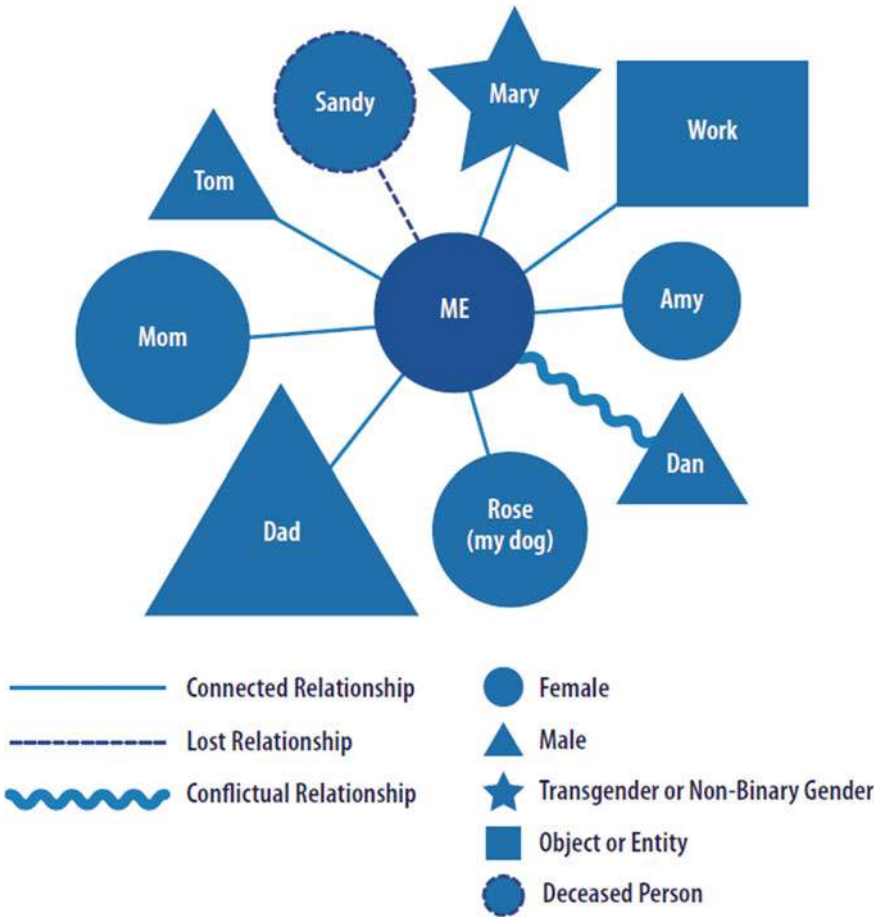 Sandy
Mary
Work
Tom
ME
Amy
Mom
Dan
Dad
Rose
(my dog)
Connected Relationship
Lost Relationship
Conflictual Relationship
Female
Male
Transgender or Non-Binary Gender
Object or Entity
Deceased Person